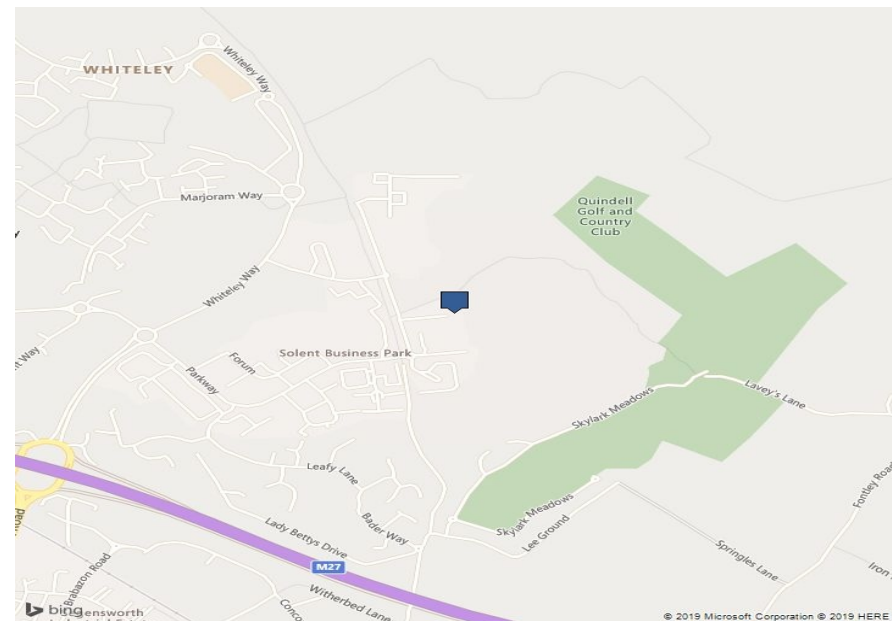 Whiteley Way
WHITELEY
Marjoram Way
Quindell
Golf and
Country
Club
Whiteley Way
Solent Business Park
Forum
Parkway
Way
Skylark Meadows
Lavey's Lane
Leafy Lane
Fontley Road
Skylark Meadows
Bader Way
Lee Ground
Lady Bettys Drive
Springles Lane
M27
Brabazon Road
Witherbed Lane
bing
© 2019 Microsoft Corporation © 2019 HERE